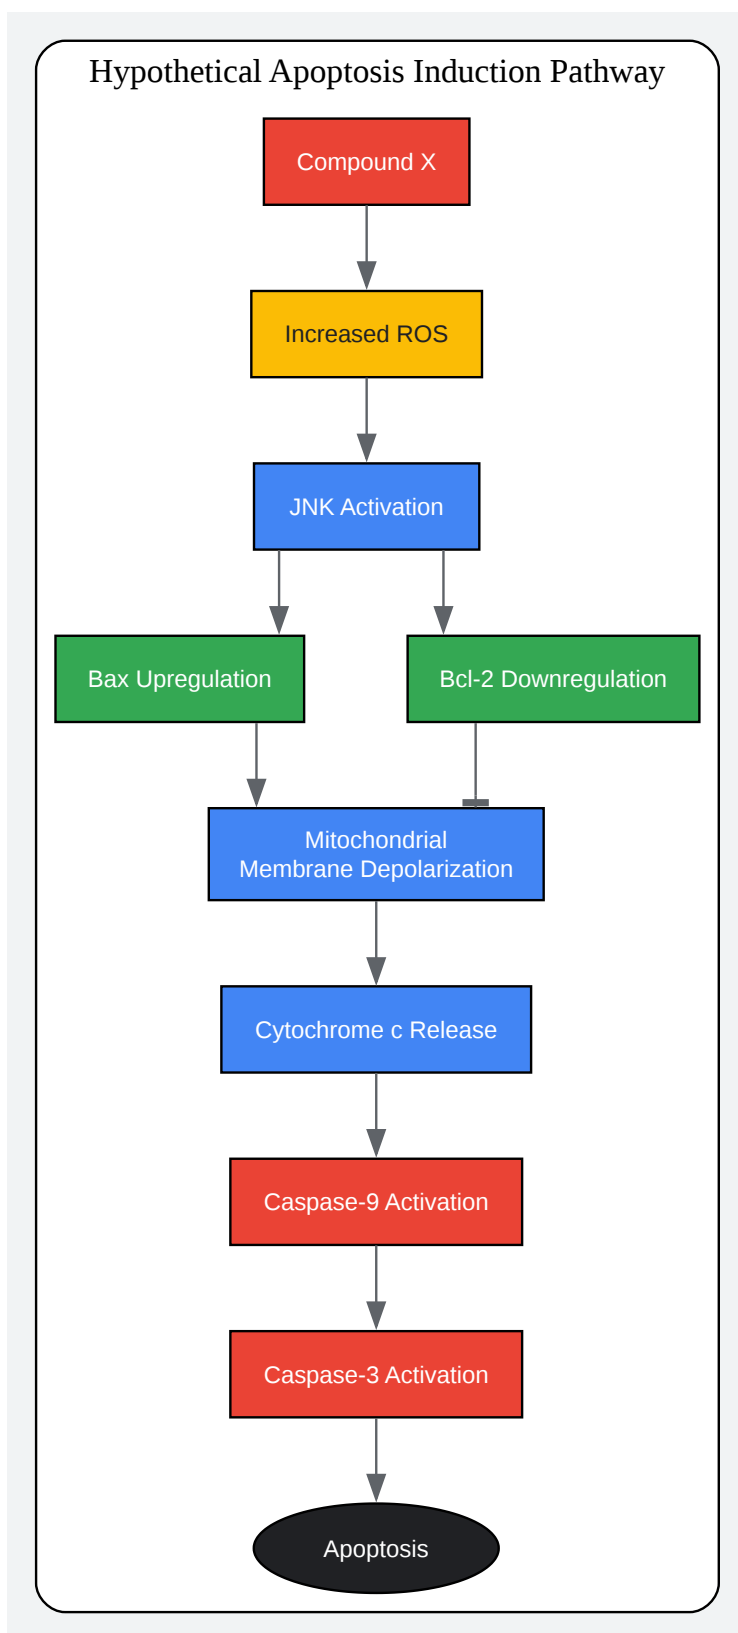 Hypothetical Apoptosis Induction Pathway
Compound X
Increased ROS
JNK Activation
Bax Upregulation
Bcl-2 Downregulation
Mitochondrial
Membrane Depolarization
Cytochrome c Release
Caspase-9 Activation
Caspase-3 Activation
Apoptosis